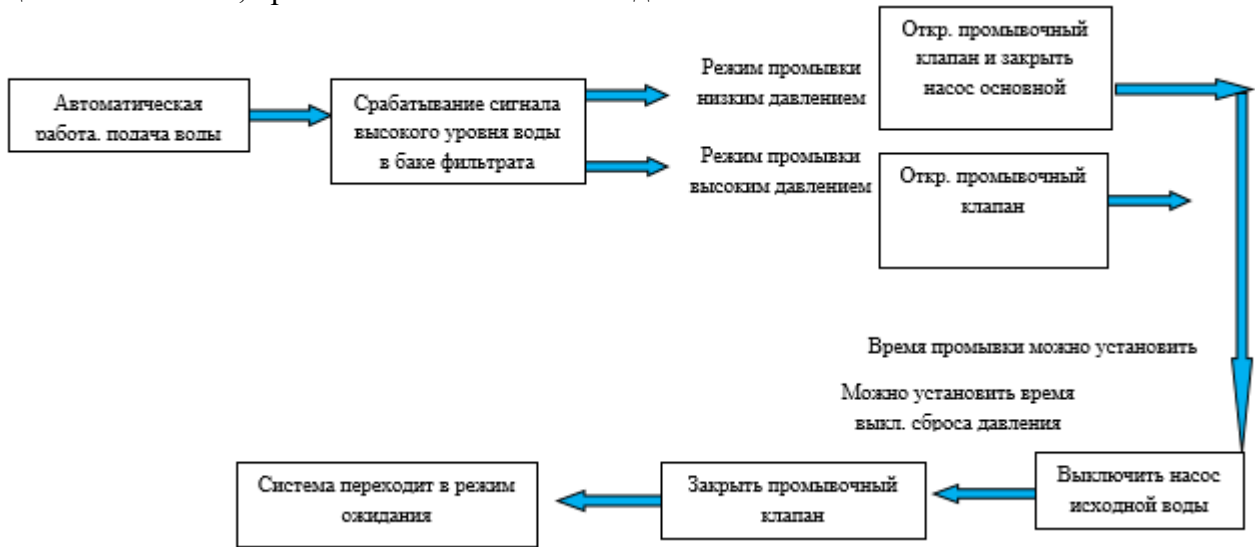 Автоматическая
работа, подача воды
Срабатывание сигнала
высокого уровня воды
в баке фильтрата
Режим промывки
низким давлением
Откр. промывочный
клапан и закрыть
насос основной
Режим промывки
высоким давлением
Откр. промывочный
клапан
Время промывки можно установить
Можно установить время
выкл. сброса давления
Выключить насос
исходной воды
Закрыть промывочный
клапан
Система переходит в режим
ожидания